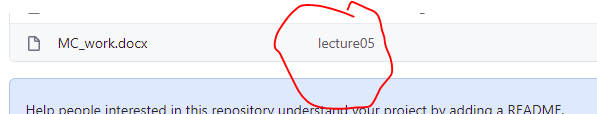 MC_work.docx lecture05
Help people interested in this repository understand your project by adding a README.